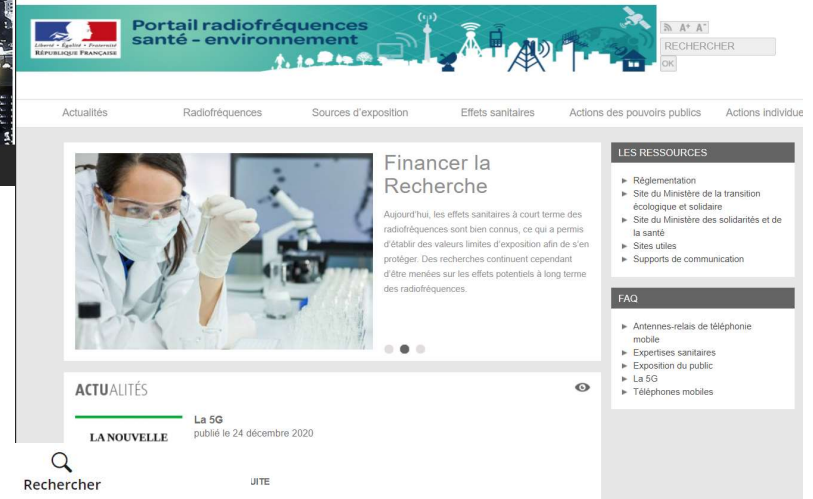 Portail radiofréquences
santé - environnement
Liberté • Égalité • Fraternité
RÉPUBLIQUE FRANÇAISE
A+ A-
RECHERCHER
OK
Actualités Radiofréquences Sources d'exposition Effets sanitaires Actions des pouvoirs publics Actions individue
Financer la
Recherche
Aujourd'hui, les effets sanitaires à court terme des
radiofréquences sont bien connus, ce qui a permis
d'établir des valeurs limites d'exposition afin de s'en
protéger. Des recherches continuent cependant
d'être menées sur les effets potentiels à long terme
des radiofréquences.
LES RESSOURCES
Réglementation
Site du Ministère de la transition
écologique et solidaire
Site du Ministère des solidarités et de
la santé
Sites utiles
Supports de communication
FAQ
Antennes-relais de téléphonie
mobile
Expertises sanitaires
Exposition du public
La 5G
Téléphones mobiles
ACTUALITÉS
La 5G
publié le 24 décembre 2020
LA NOUVELLE
Rechercher
UITE